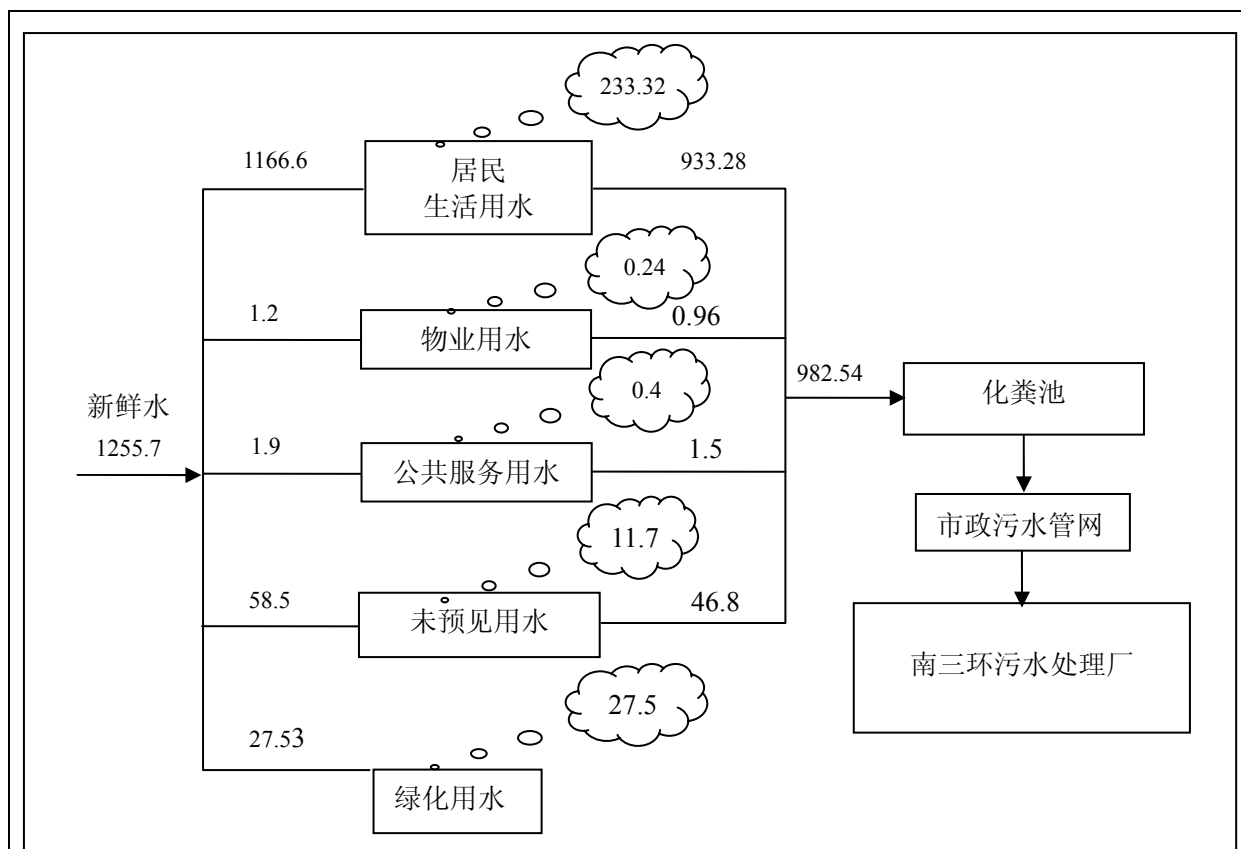 233.32
1166.6
居民
生活用水
933.28
0.24
1.2
物业用水
0.96
0.4
982.54
化粪池
新鲜水
1255.7
1.9
公共服务用水
1.5
市政污水管网
11.7
58.5
未预见用水
46.8
南三环污水处理厂
27.5
27.53
绿化用水